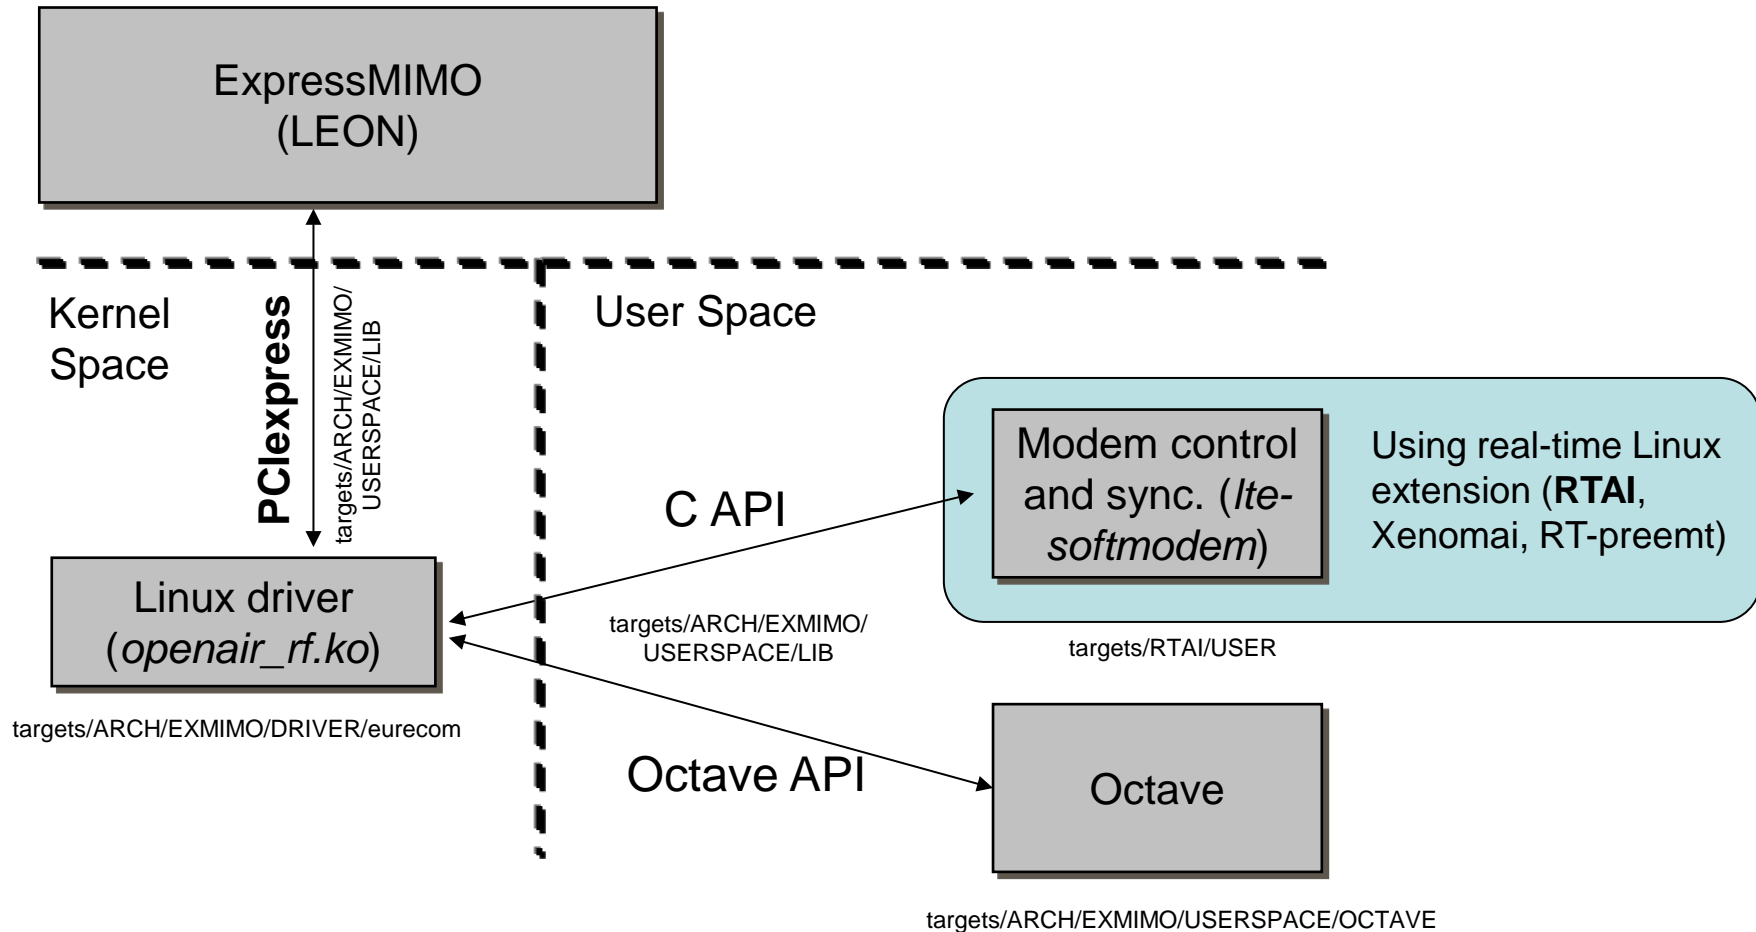 ExpressMIMO
(LEON)
Kernel
Space
PCIexpress
targets/ARCH/EXMIMO/
USERSPACE/LIB
User Space
Modem control
and sync. (lte-
softmodem)
Using real-time Linux
extension (RTAI,
Xenomai, RT-preemt)
C API
Linux driver
(openair_rf.ko)
targets/ARCH/EXMIMO/
USERSPACE/LIB
targets/RTAI/USER
targets/ARCH/EXMIMO/DRIVER/eurecom
Octave API
Octave
targets/ARCH/EXMIMO/USERSPACE/OCTAVE